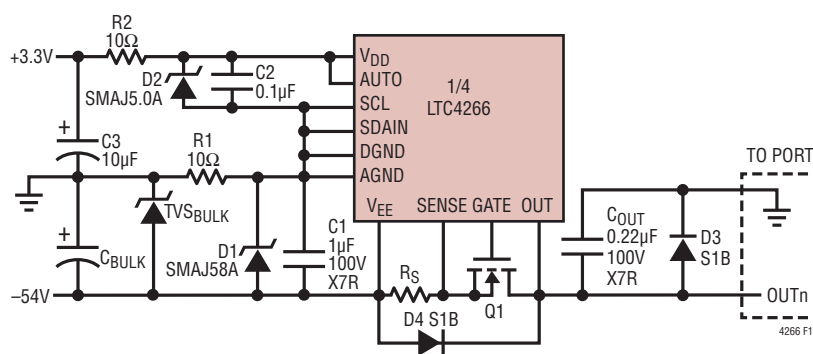 R2
10Ω
+3.3V
D2
SMAJ5.0A
C2
0.1µF
+
C3
10µF
R1
10Ω
+
CBULK
TVSBULK
D1
SMAJ58A
C1
1µF
100V
X7R
–54V
VDD
AUTO
SCL
SDAIN
DGND
AGND
1/4
LTC4266
VEE
SENSE
GATE
OUT
RS
Q1
D4 S1B
COUT
0.22µF
100V
X7R
D3
S1B
TO PORT
OUTn
4266 F1